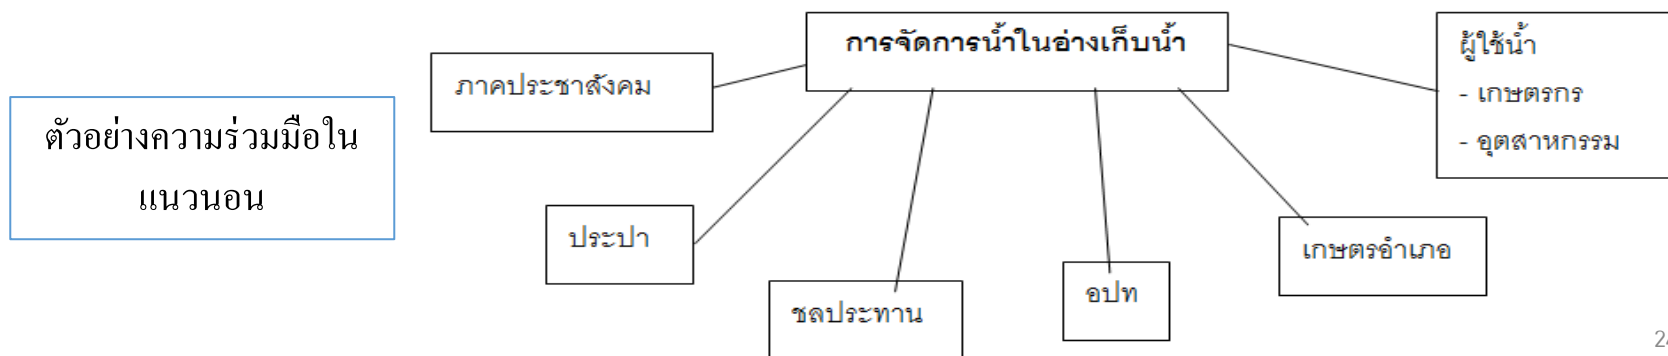 การจัดการน้ำในอ่างเก็บน้ำ
ผู้ใช้น้ำ
- เกษตรกร
- อุตสาหกรรม
ภาคประชาสังคม
ตัวอย่างความร่วมมือใน
แนวนอน
ประปา
ชลประทาน
อปท
เกษตรอำเภอ